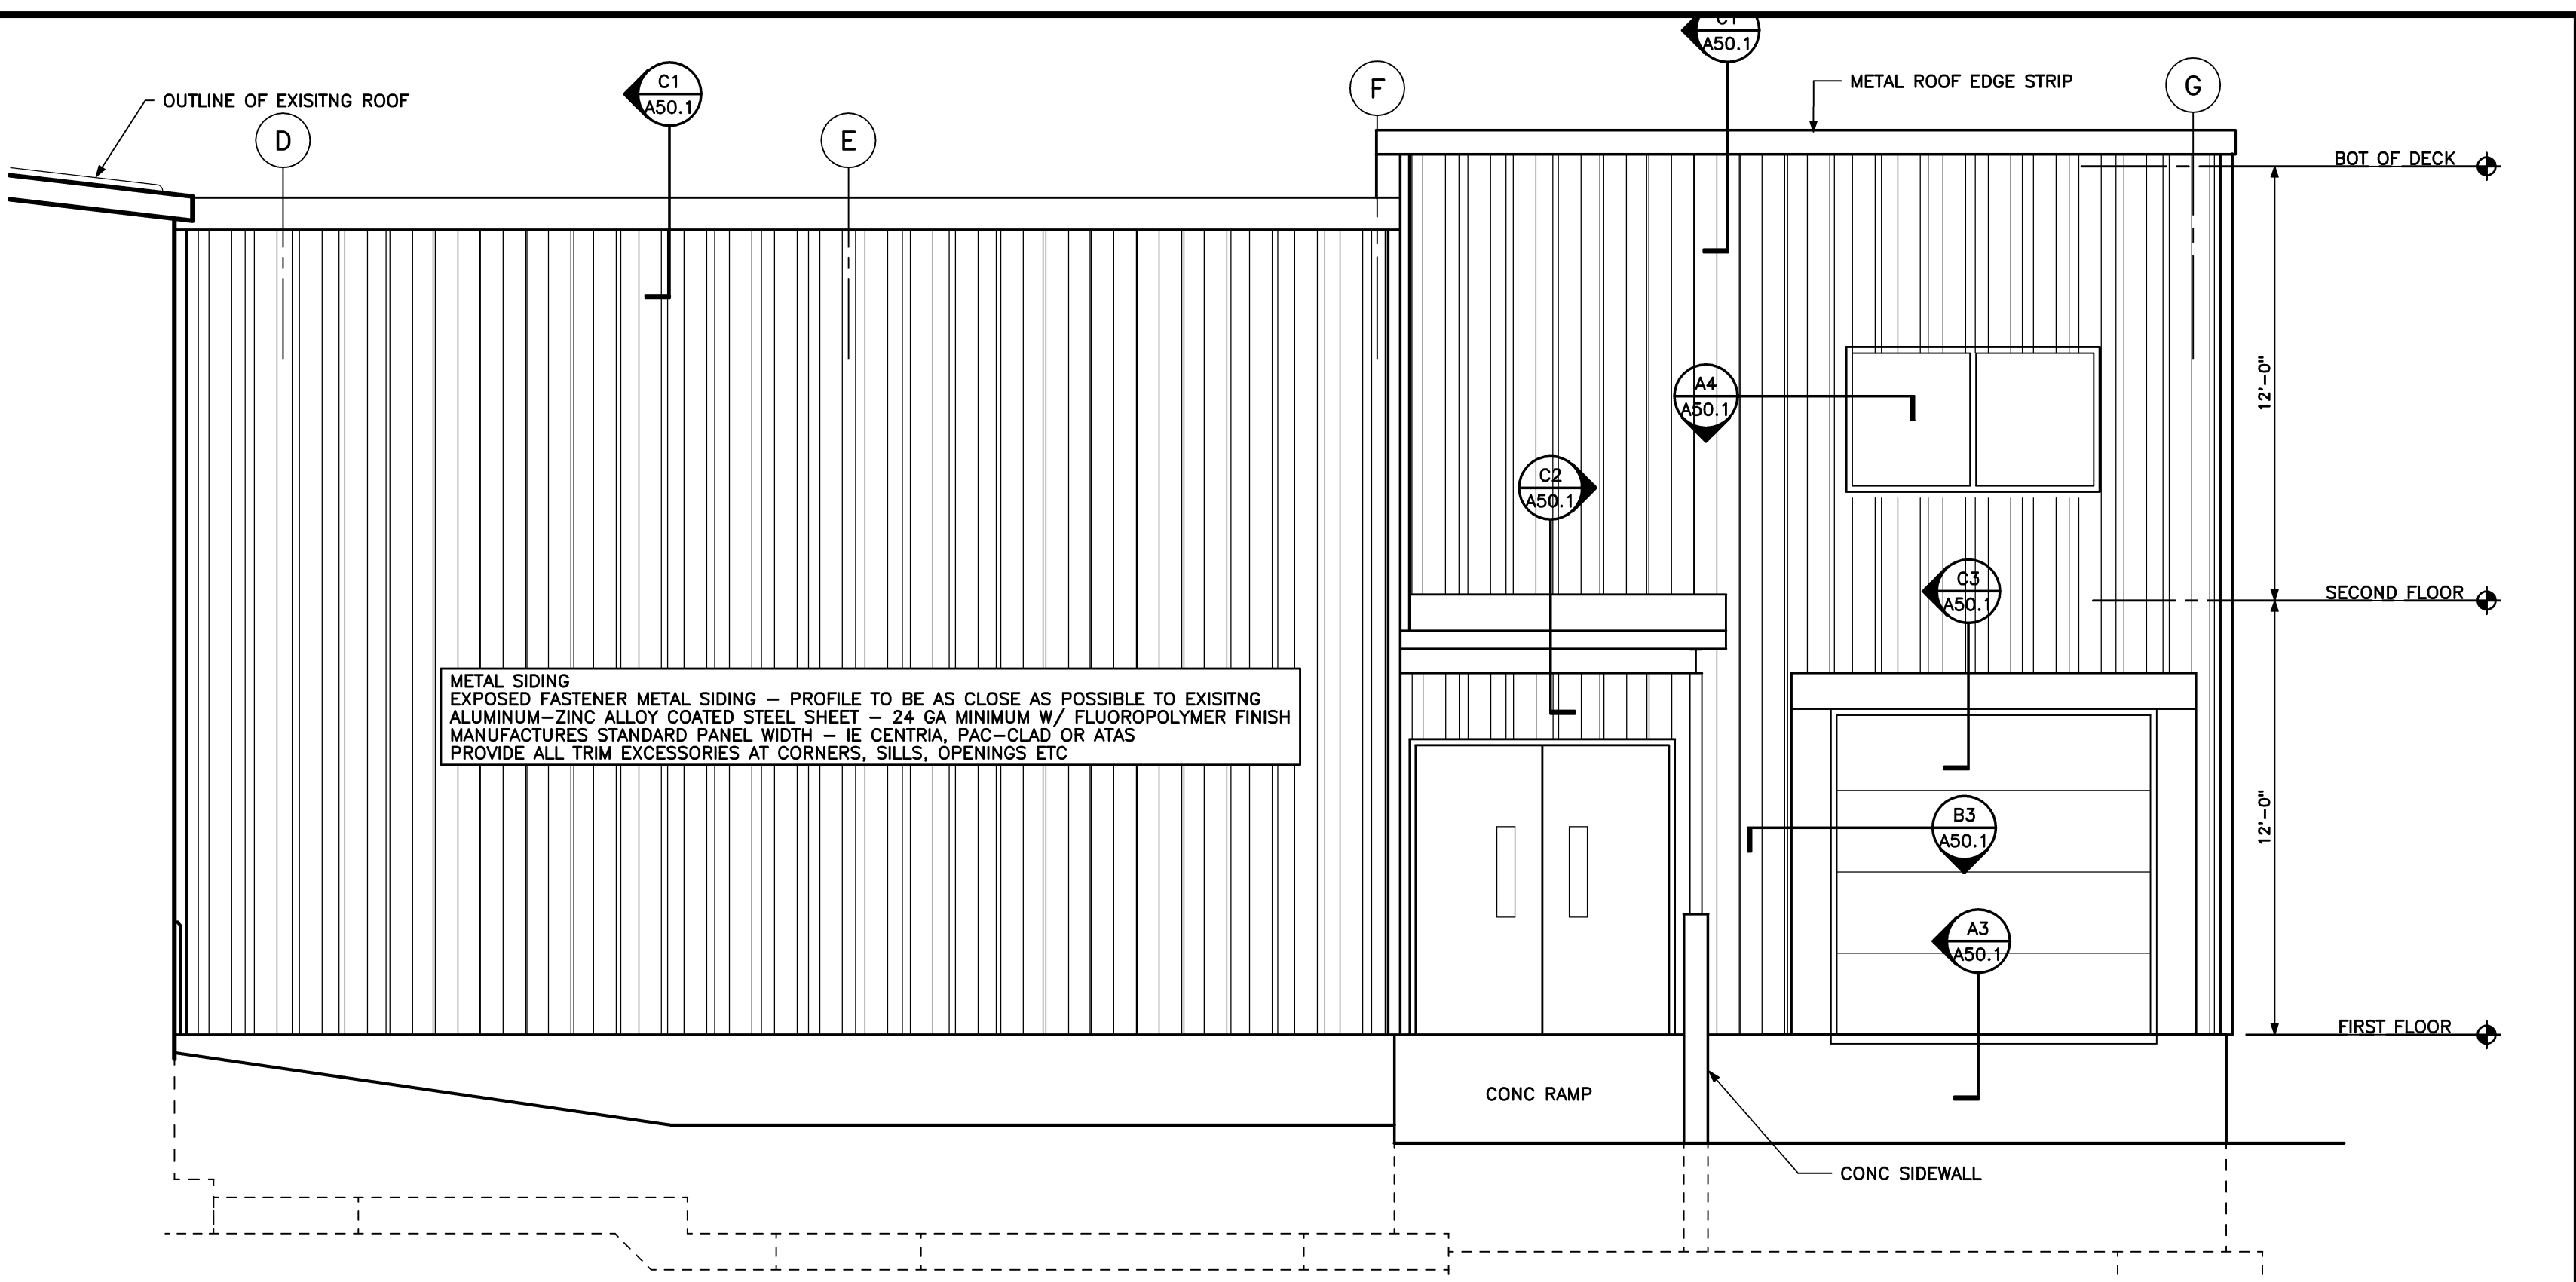 C1
A50.1
OUTLINE OF EXISITNG ROOF
C1
A50.1
F
METAL ROOF EDGE STRIP
G
D
E
BOT OF DECK
12'-0"
A4
A50.1
C2
A50.1
C3
A50.1
SECOND FLOOR
METAL SIDING
EXPOSED FASTENER METAL SIDING – PROFILE TO BE AS CLOSE AS POSSIBLE TO EXISITNG
ALUMINUM–ZINC ALLOY COATED STEEL SHEET – 24 GA MINIMUM W/ FLUOROPOLYMER FINISH
MANUFACTURES STANDARD PANEL WIDTH – IE CENTRIA, PAC–CLAD OR ATAS
PROVIDE ALL TRIM EXCESSORIES AT CORNERS, SILLS, OPENINGS ETC
12'-0"
B3
A50.1
A3
A50.1
FIRST FLOOR
CONC RAMP
CONC SIDEWALL